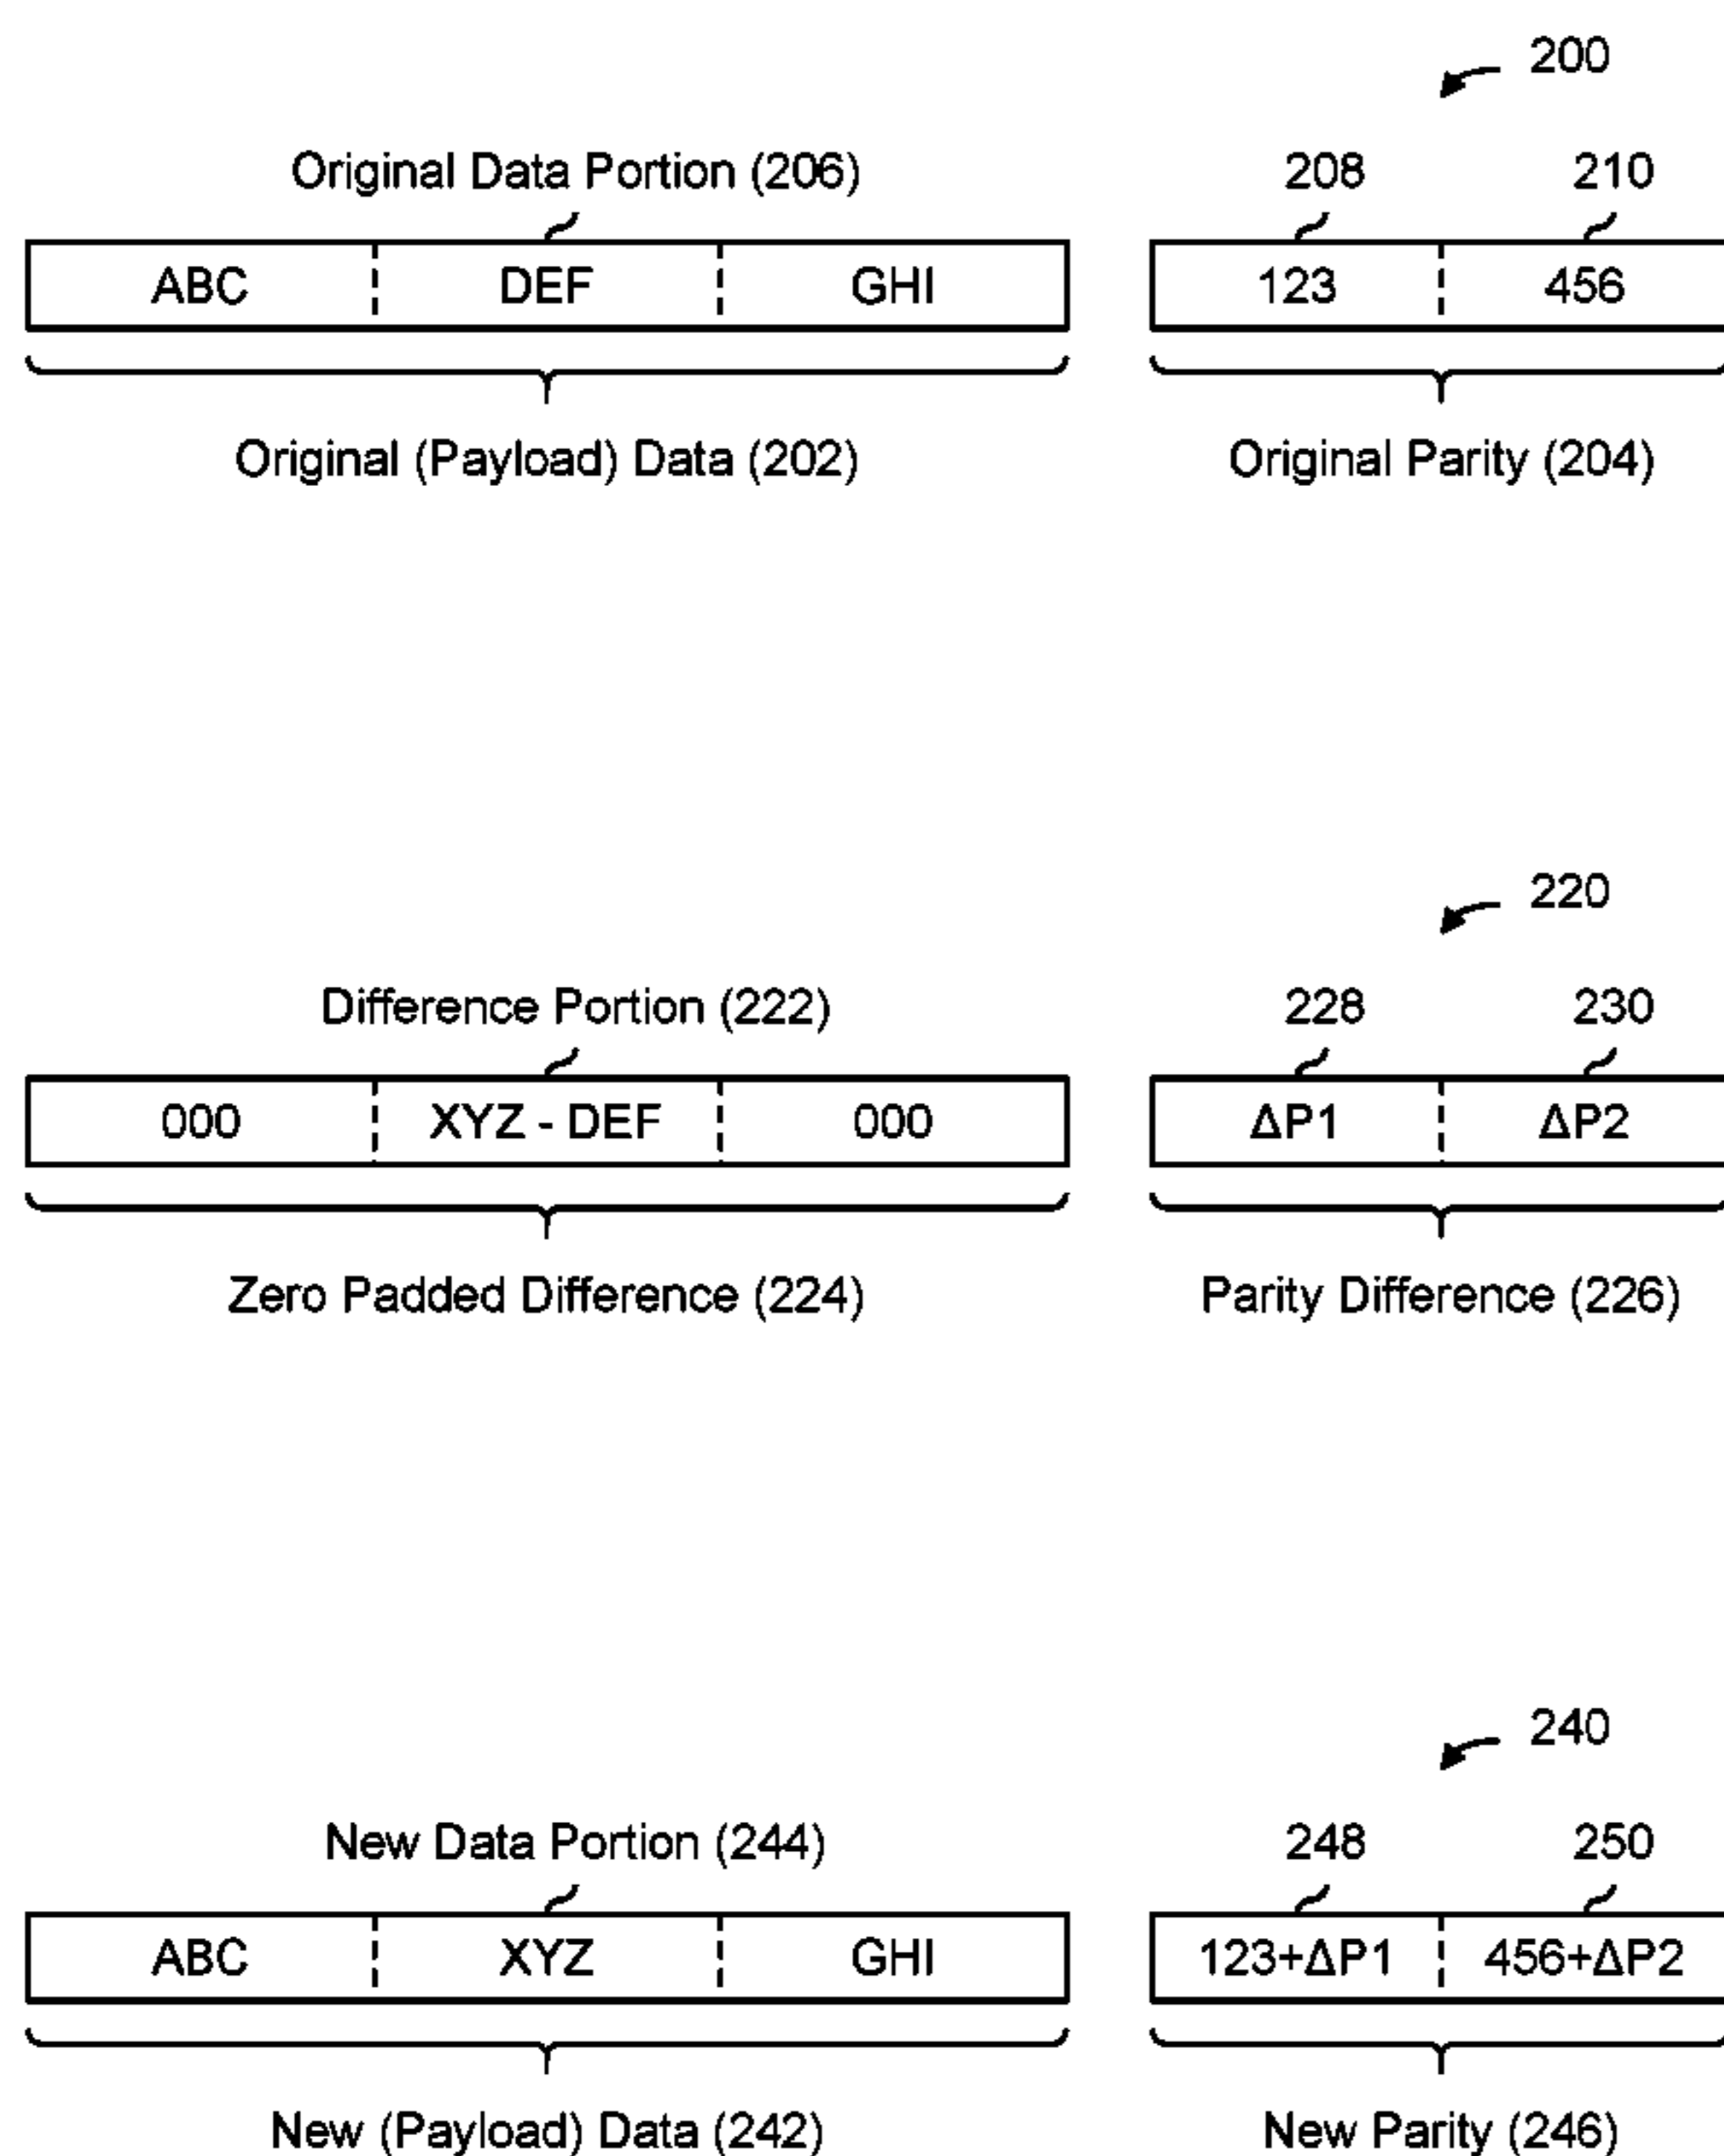 200
Original Data Portion (206) 208 210
ABC DEF GHI 123 456
Original (Payload) Data (202) Original Parity (204)
220
Difference Portion (222) 228 230
000 XYZ - DEF 000 ΔP1 ΔP2
Zero Padded Difference (224) Parity Difference (226)
240
New Data Portion (244) 248 250
ABC XYZ GHI 123+ΔP1 456+ΔP2
New (Payload) Data (242) New Parity (246)